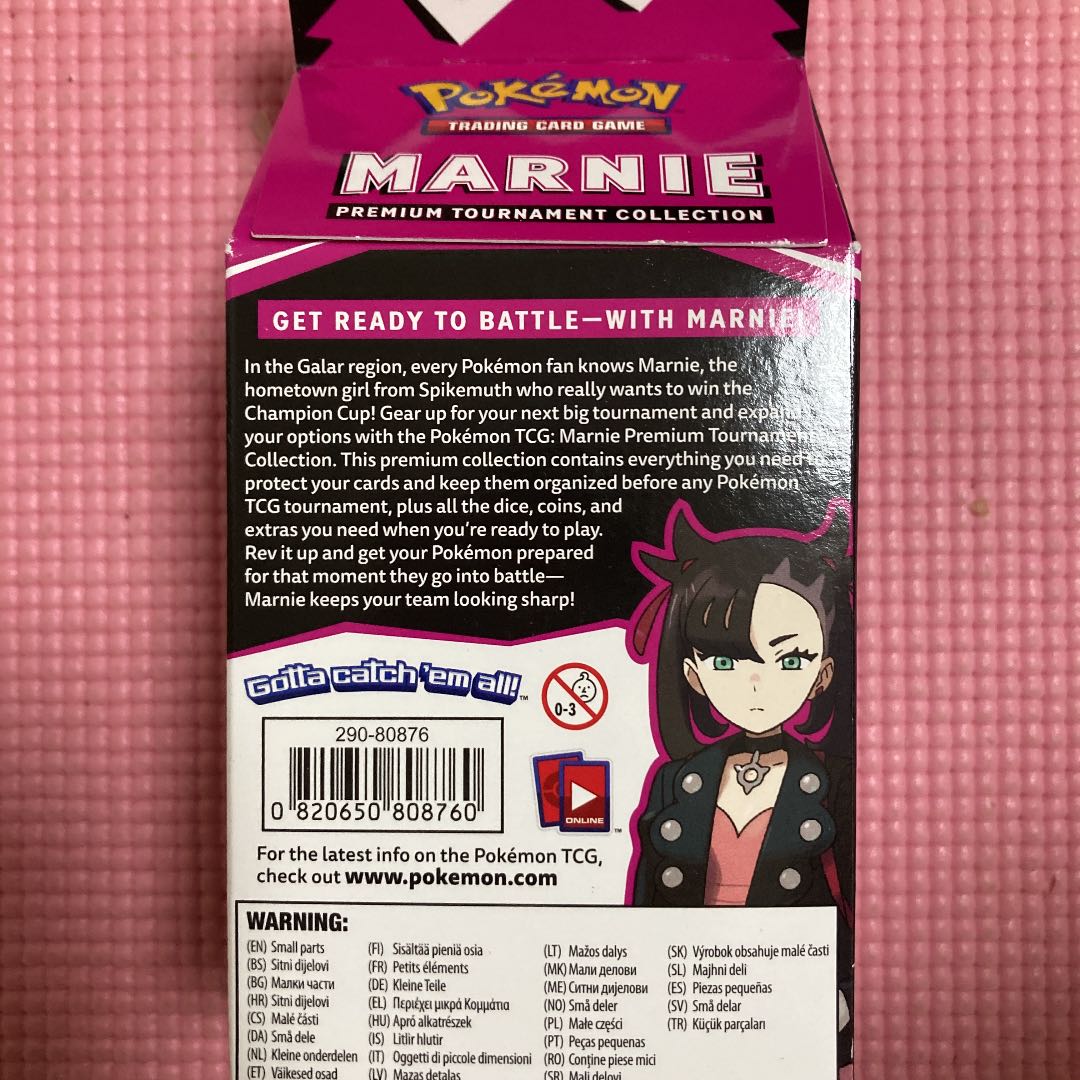 POKéMON
TRADING CARD GAME
MARNIE
PREMIUM TOURNAMENT COLLECTION
GET READY TO BATTLE—WITH MARNIE!
In the Galar region, every Pokémon fan knows Marnie, the
hometown girl from Spikemuth who really wants to win the
Champion Cup! Gear up for your next big tournament and expand
your options with the Pokémon TCG: Marnie Premium Tournament
Collection. This premium collection contains everything you need to
protect your cards and keep them organized before any Pokémon
TCG tournament, plus all the dice, coins, and
extras you need when you're ready to play.
Rev it up and get your Pokémon prepared
for that moment they go into battle—
Marnie keeps your team looking sharp!
Gotta catch 'em all!™
0-3
290-80876
0 820650 808760
ONLINE
™
For the latest info on the Pokémon TCG,
check out www.pokemon.com
WARNING:
(EN) Small parts
(BS) Sitni dijelovi
(BG) Малки части
(HR) Sitni dijelovi
(CS) Malé části
(DA) Små dele
(NL) Kleine onderdelen
(ET) Väikesed osad
(FI) Sisältää pieniä osia
(FR) Petits éléments
(DE) Kleine Teile
(EL) Περιέχει μικρά Κομμάτια
(HU) Apró alkatrészek
(IS) Litlir hlutir
(IT) Oggetti di piccole dimensioni
(LV) Mazas detaļas
(LT) Mažos dalys
(MK) Мали делови
(ME) Ситни дијелови
(NO) Små deler
(PL) Małe części
(PT) Peças pequenas
(RO) Conține piese mici
(SR) Mali delovi
(SK) Výrobok obsahuje malé časti
(SL) Majhni deli
(ES) Piezas pequeñas
(SV) Små delar
(TR) Küçük parçaları